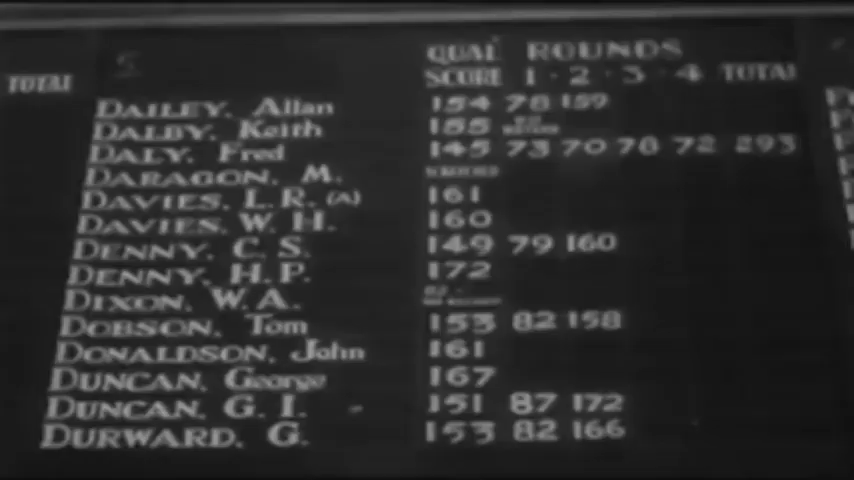 QUAL ROUNDS
TOTAL SCORE 1 · 2 · 3 · 4 TOTAL
DAILEY, Allan 154 78 159
DALBY, Keith 155
DALY, Fred 145 73 70 78 72 293
DARAGON, M. SCRATCHED
DAVIES, L. R. (A) 161
DAVIES, W. H. 160
DENNY, C. S. 149 79 160
DENNY, H. P. 172
DIXON, W. A.
DOBSON, Tom 153 82 158
DONALDSON, John 161
DUNCAN, George 167
DUNCAN, G. I. 151 87 172
DURWARD, G. 153 82 166